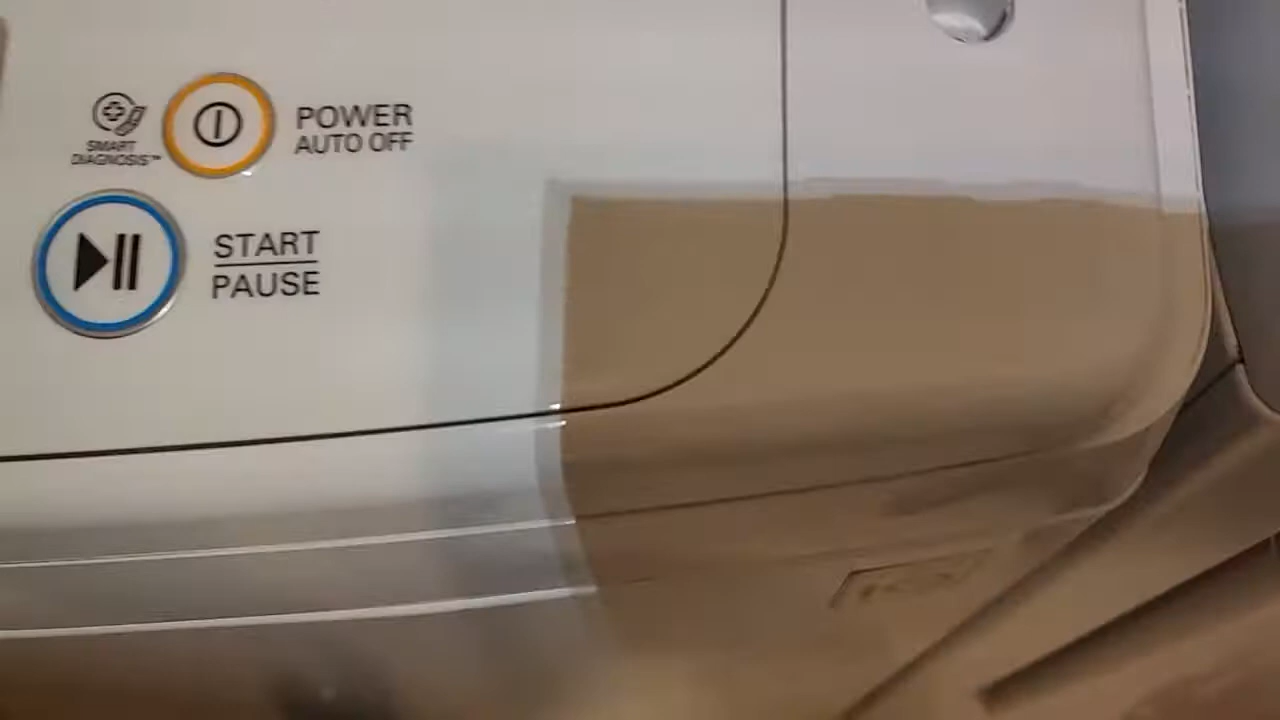 SMART
DIAGNOSIS™
POWER
AUTO OFF
START
PAUSE